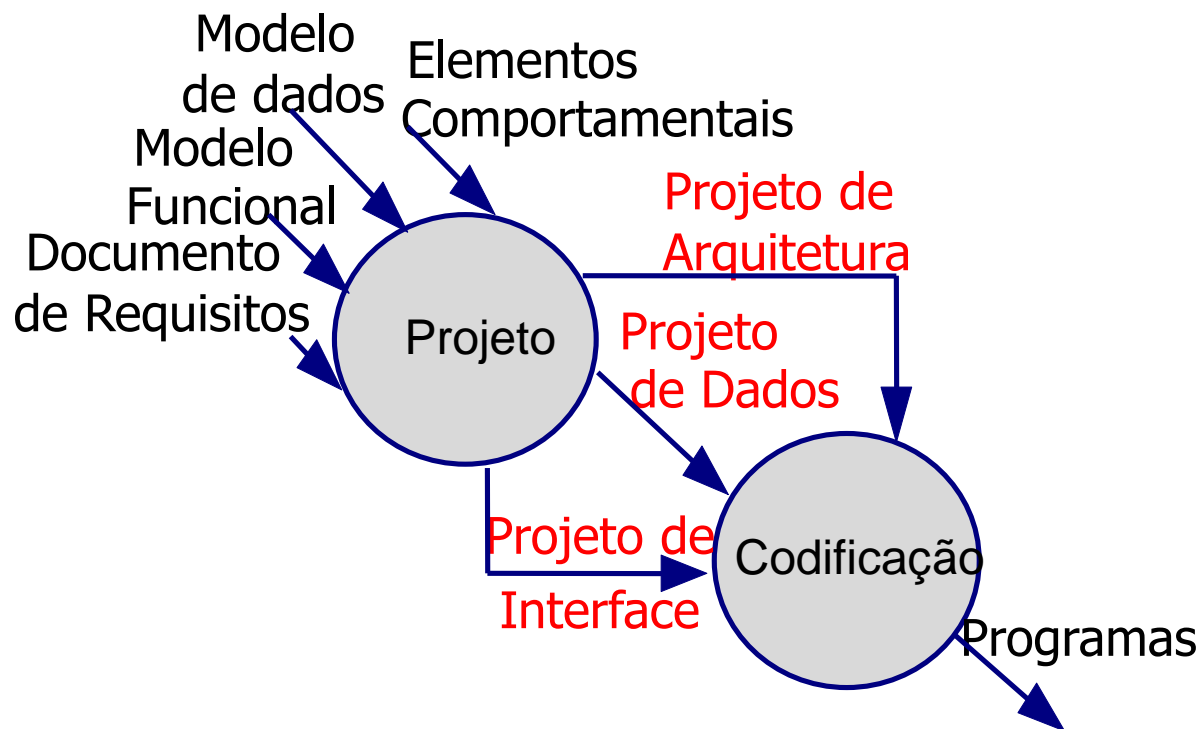 Modelo
de dados
Elementos
Comportamentais
Modelo
Funcional
Documento
de Requisitos
Projeto de
Arquitetura
Projeto
Projeto
de Dados
Projeto de
Interface
Codificação
Programas